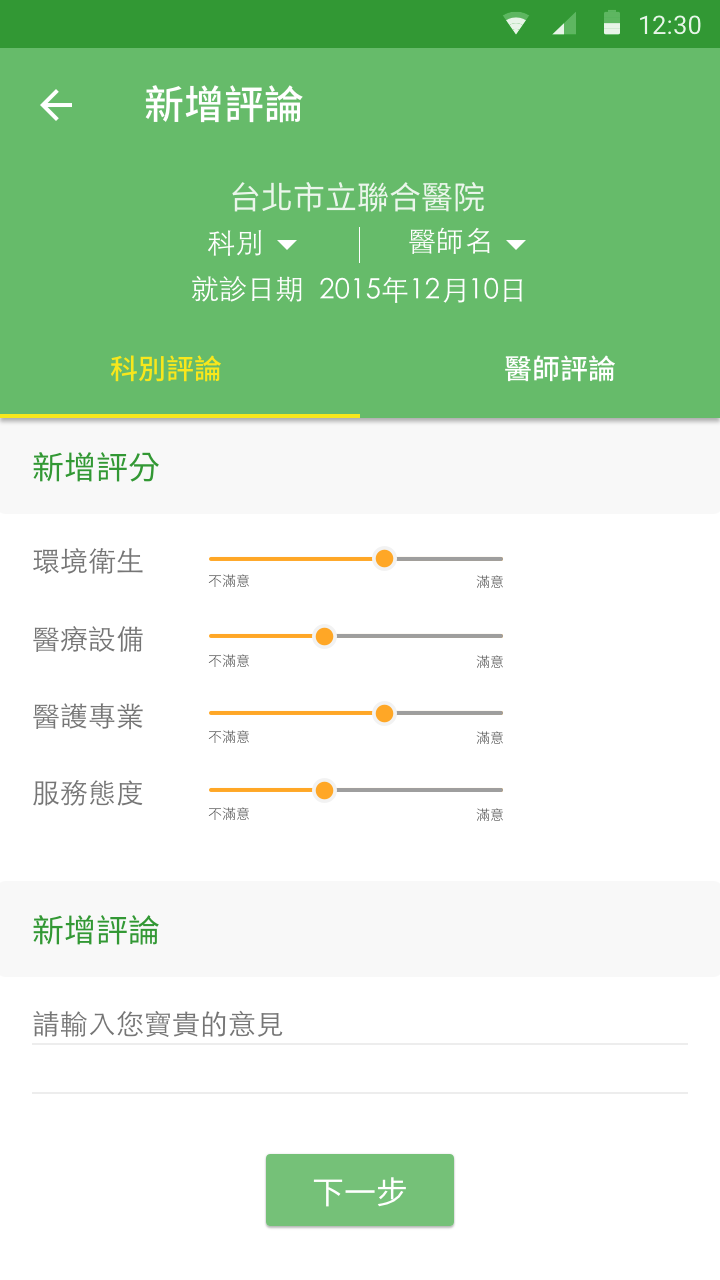 12:30
新增評論
台北市立聯合醫院
科別 醫師名
就診日期 2015年12月10日
科別評論 醫師評論
新增評分
環境衛生
不滿意 滿意
醫療設備
不滿意 滿意
醫護專業
不滿意 滿意
服務態度
不滿意 滿意
新增評論
請輸入您寶貴的意見
下一步